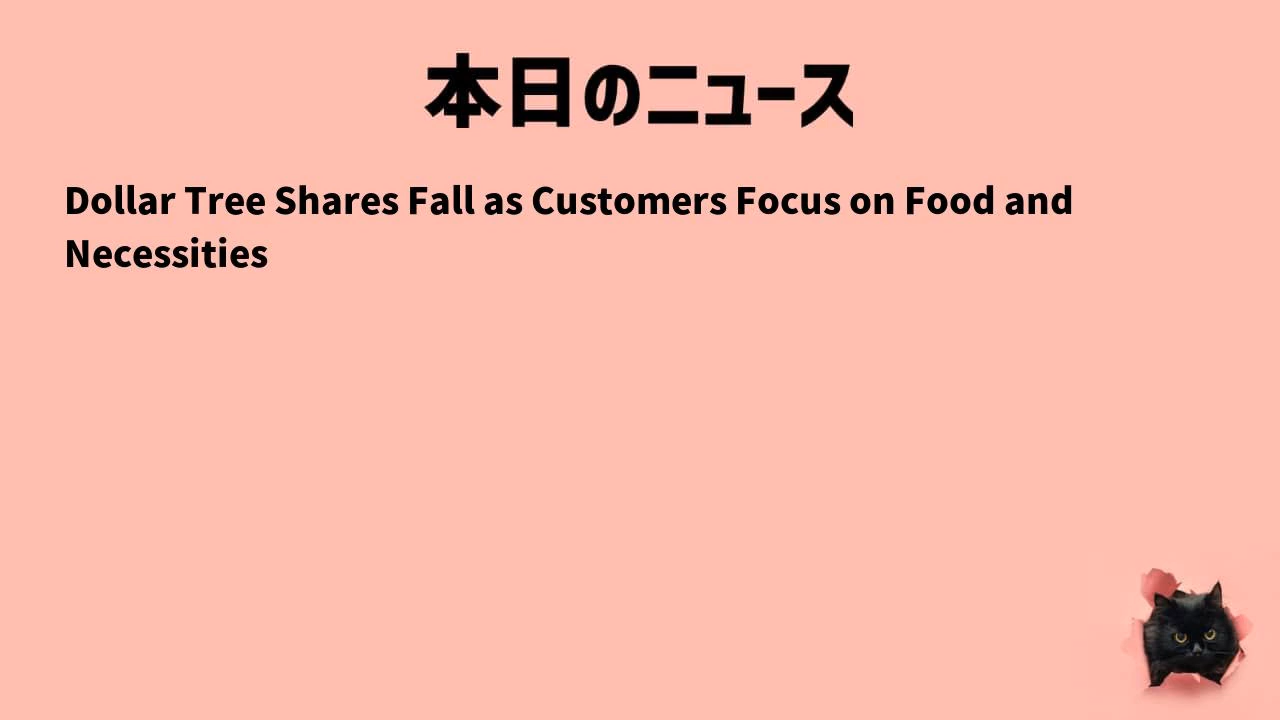 本日のニュース
Dollar Tree Shares Fall as Customers Focus on Food and
Necessities